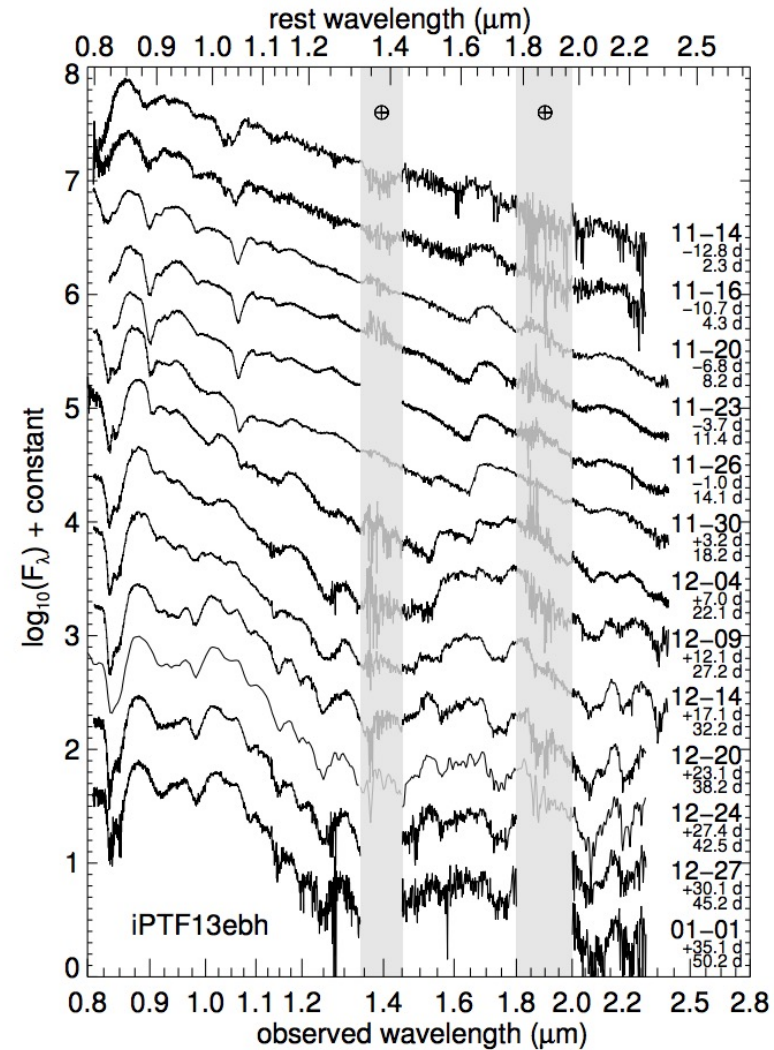 rest wavelength (μm)
0.8 0.9 1.0 1.1 1.2 1.4 1.6 1.8 2.0 2.2 2.5
8
⊕ ⊕
7
11−14
−12.8 d
2.3 d
11−16
−10.7 d
4.3 d
6
11−20
−6.8 d
8.2 d
11−23
−3.7 d
11.4 d
5
11−26
−1.0 d
14.1 d
11−30
+3.2 d
18.2 d
4
12−04
+7.0 d
22.1 d
12−09
+12.1 d
27.2 d
3
12−14
+17.1 d
32.2 d
12−20
+23.1 d
38.2 d
2
12−24
+27.4 d
42.5 d
12−27
+30.1 d
45.2 d
1
01−01
+35.1 d
50.2 d
0
log10(Fλ) + constant
iPTF13ebh
0.8 0.9 1.0 1.1 1.2 1.4 1.6 1.8 2.0 2.2 2.5 2.8
observed wavelength (μm)